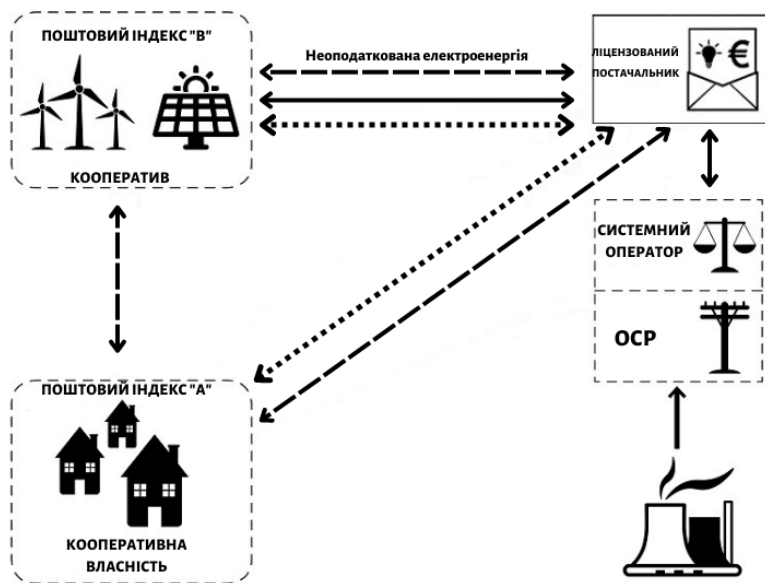 ПОШТОВИЙ ІНДЕКС "В"
КООПЕРАТИВ
Неоподаткована електроенергія
ЛІЦЕНЗОВАНИЙ
ПОСТАЧАЛЬНИК
€
СИСТЕМНИЙ
ОПЕРАТОР
ОСР
ПОШТОВИЙ ІНДЕКС "А"
КООПЕРАТИВНА
ВЛАСНІСТЬ